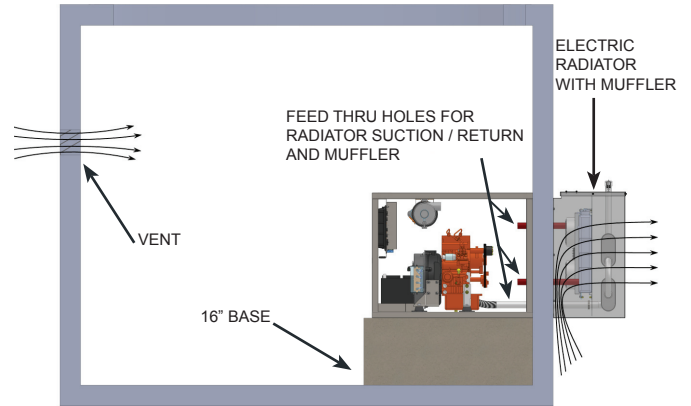 ELECTRIC
RADIATOR
WITH MUFFLER
FEED THRU HOLES FOR
RADIATOR SUCTION / RETURN
AND MUFFLER
VENT
16” BASE